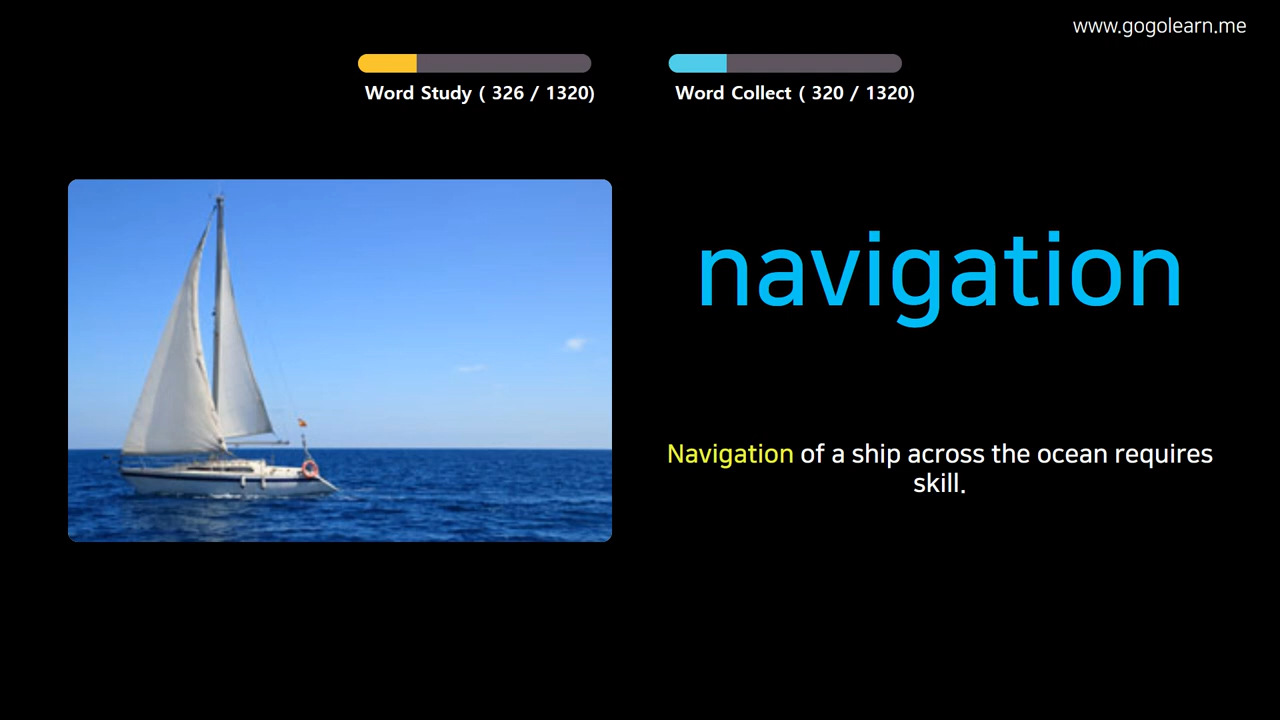 www.gogolearn.me
Word Study ( 326 / 1320)
Word Collect ( 320 / 1320)
navigation
Navigation of a ship across the ocean requires
skill.